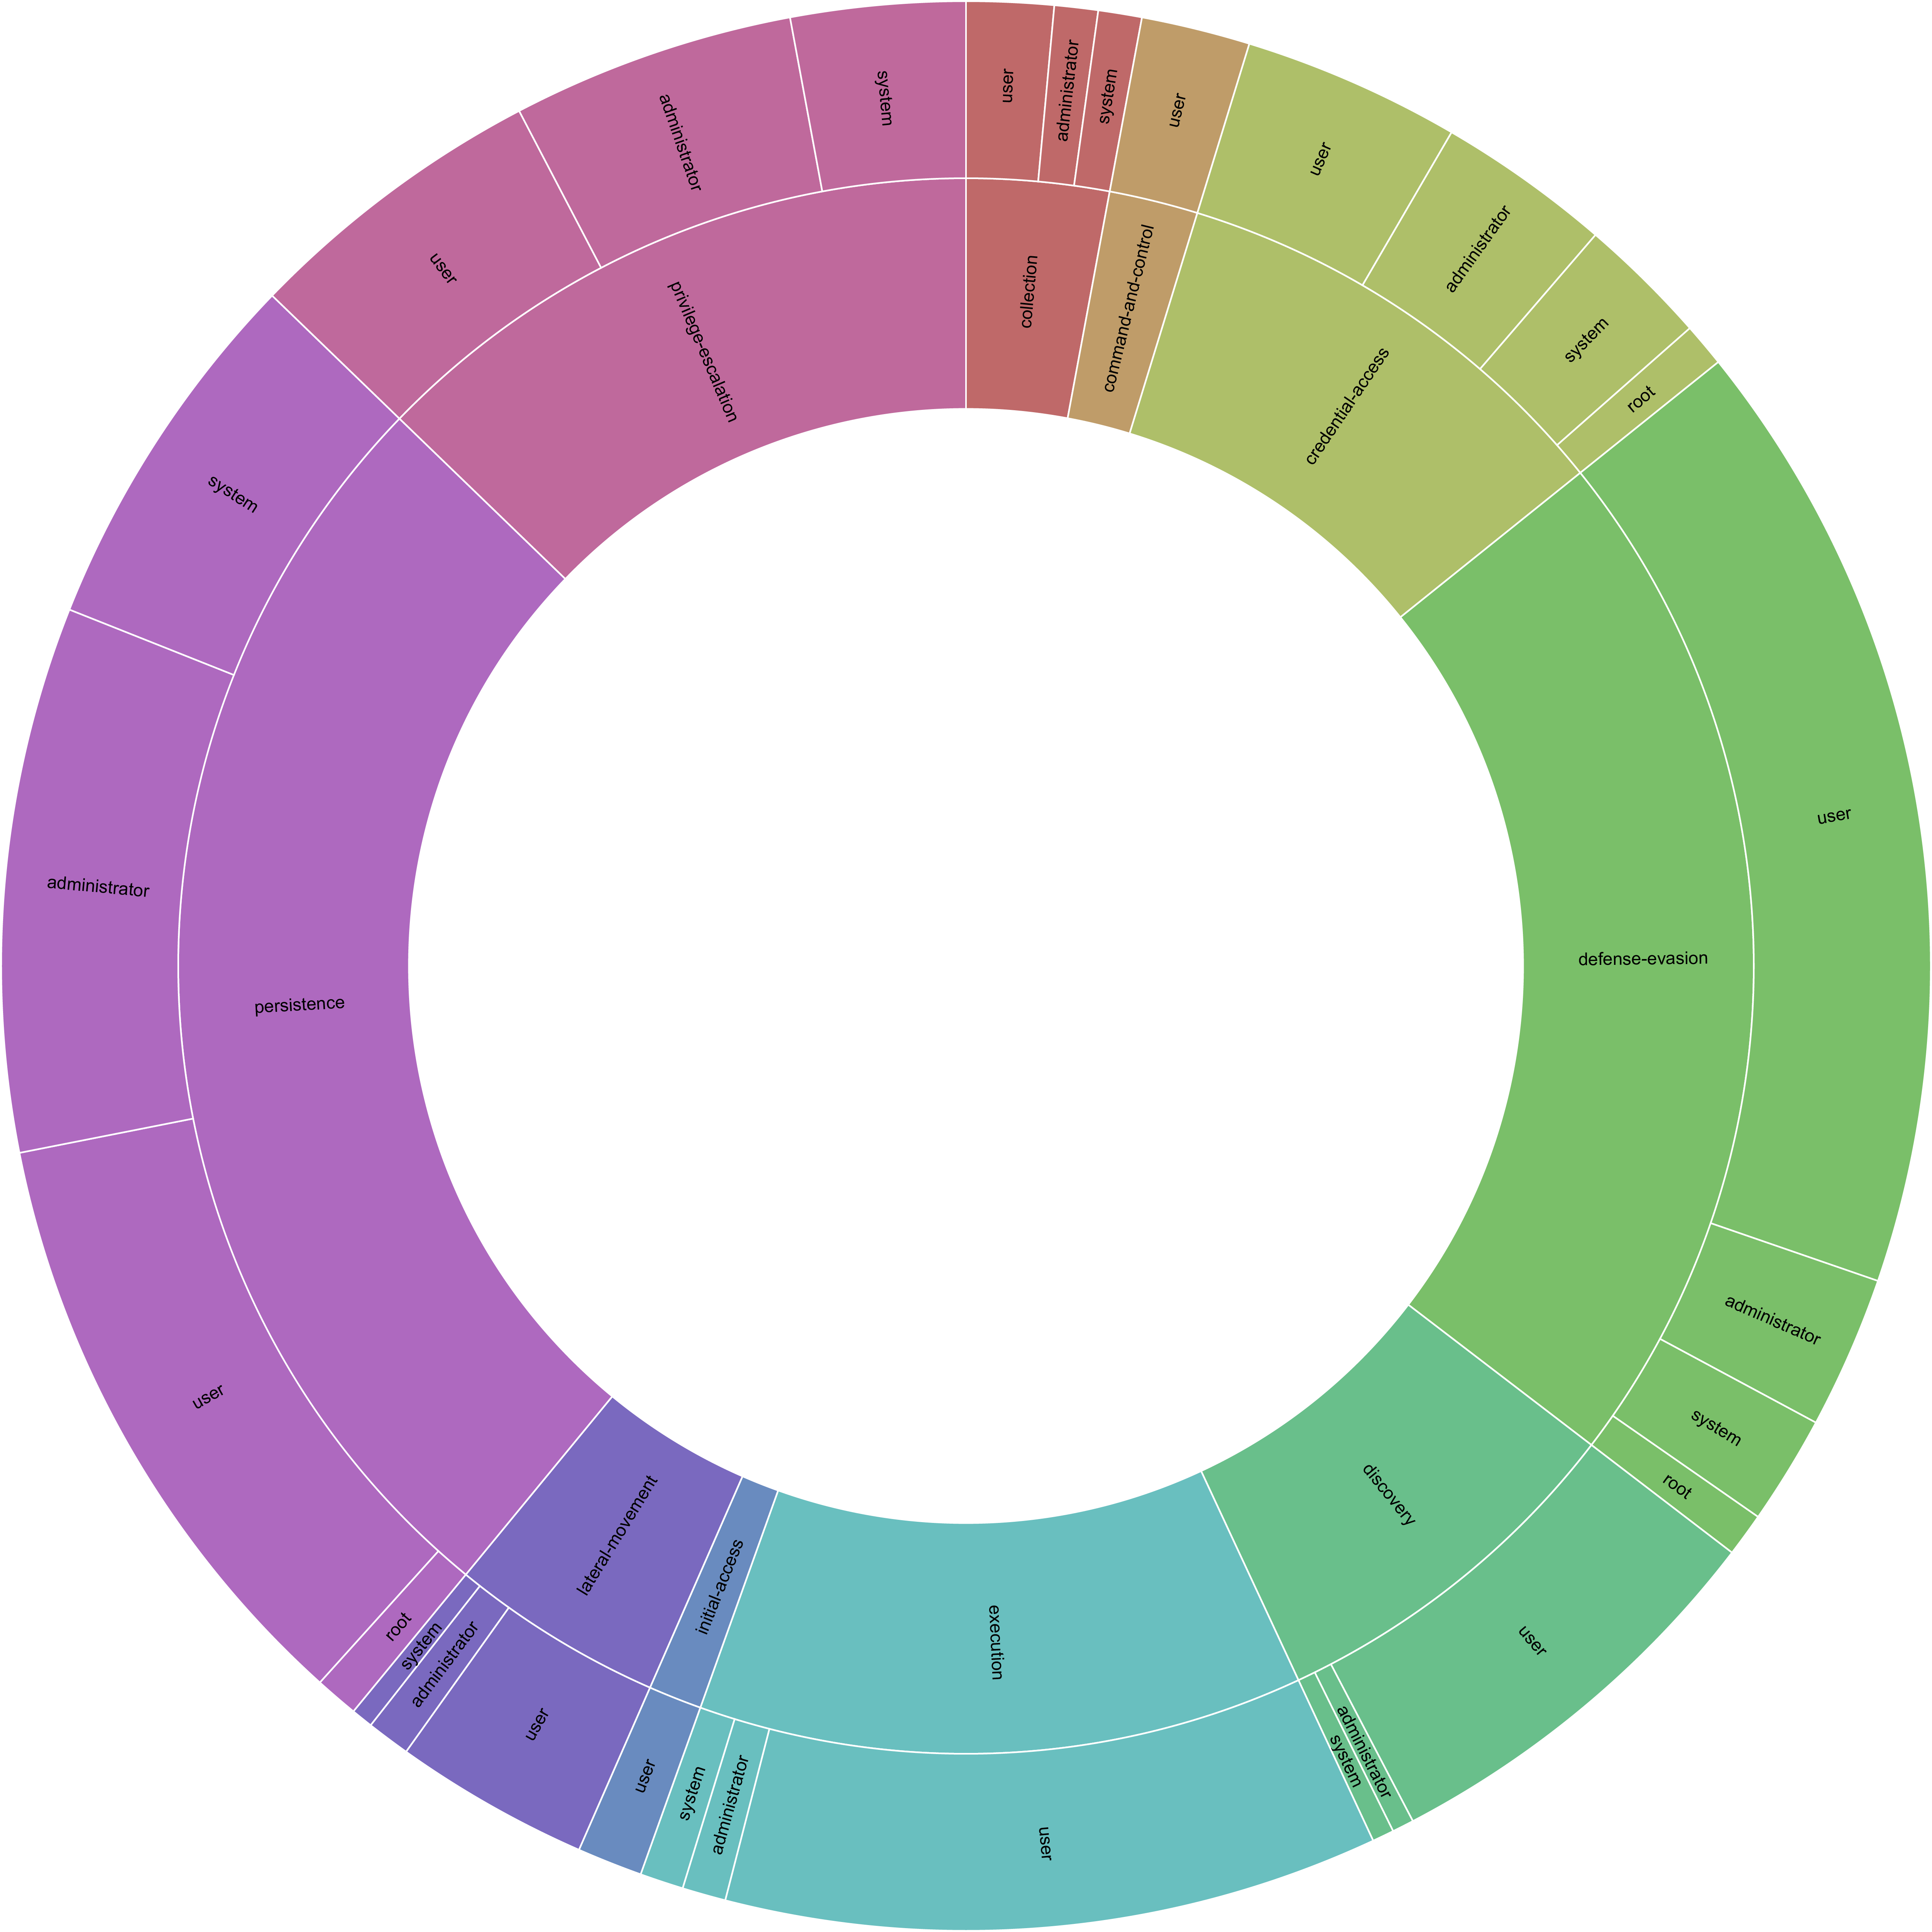 collection
user
administrator
system
command-and-control
user
credential-access
user
administrator
system
root
defense-evasion
user
administrator
system
root
discovery
user
administrator
system
execution
user
administrator
system
initial-access
user
lateral-movement
user
administrator
system
persistence
root
user
administrator
system
privilege-escalation
user
administrator
system